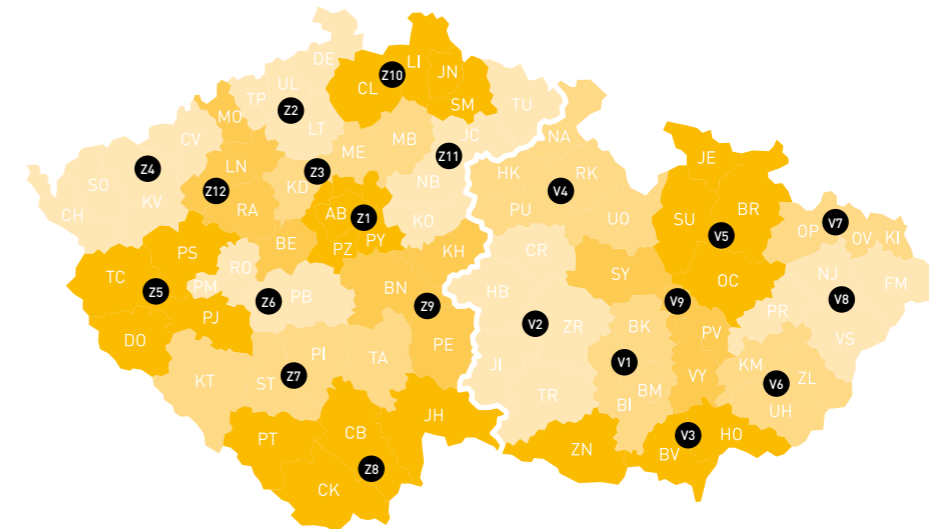 DE
LI
UL
Z10
JN
TP
CL
SM
TU
Z2
MO
LT
MB
JC
NA
CV
ME
Z11
JE
Z4
LN
Z3
HK
RK
SO
Z12
KD
NB
V4
KV
RA
AB
Z1
PU
SU
BR
CH
KO
UO
V7
BE
PY
OP
PS
PZ
KH
CR
V5
OV
KI
TC
RO
SY
OC
NJ
PM
BN
HB
FM
Z5
Z6
PB
Z9
V9
V8
PJ
V2
ZR
BK
PR
DO
PV
PI
TA
PE
VS
KT
JI
V1
KM
ZL
ST
Z7
VY
V6
TR
BM
BI
UH
JH
PT
CB
V3
HO
ZN
BV
Z8
CK